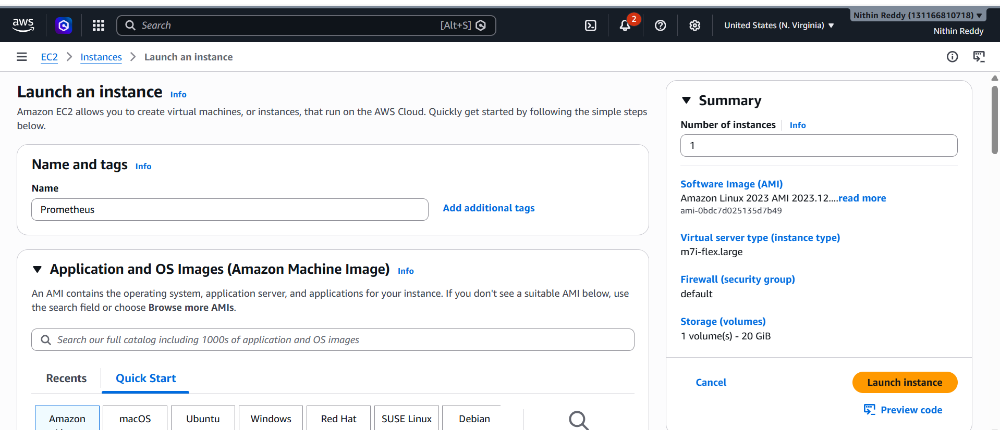 aws
Search
[Alt+S]
2
United States (N. Virginia)
Nithin Reddy (131166810718)
Nithin Reddy
EC2
Instances
Launch an instance
Launch an instance
Info
Amazon EC2 allows you to create virtual machines, or instances, that run on the AWS Cloud. Quickly get started by following the simple steps
below.
Name and tags
Info
Name
Prometheus
Add additional tags
Application and OS Images (Amazon Machine Image)
Info
An AMI contains the operating system, application server, and applications for your instance. If you don't see a suitable AMI below, use
the search field or choose Browse more AMIs.
Search our full catalog including 1000s of application and OS images
Recents
Quick Start
Amazon
macOS
Ubuntu
Windows
Red Hat
SUSE Linux
Debian
Summary
Number of instances
Info
1
Software Image (AMI)
Amazon Linux 2023 AMI 2023.12....read more
ami-0bdc7d025135d7b49
Virtual server type (instance type)
m7i-flex.large
Firewall (security group)
default
Storage (volumes)
1 volume(s) - 20 GiB
Cancel
Launch instance
Preview code